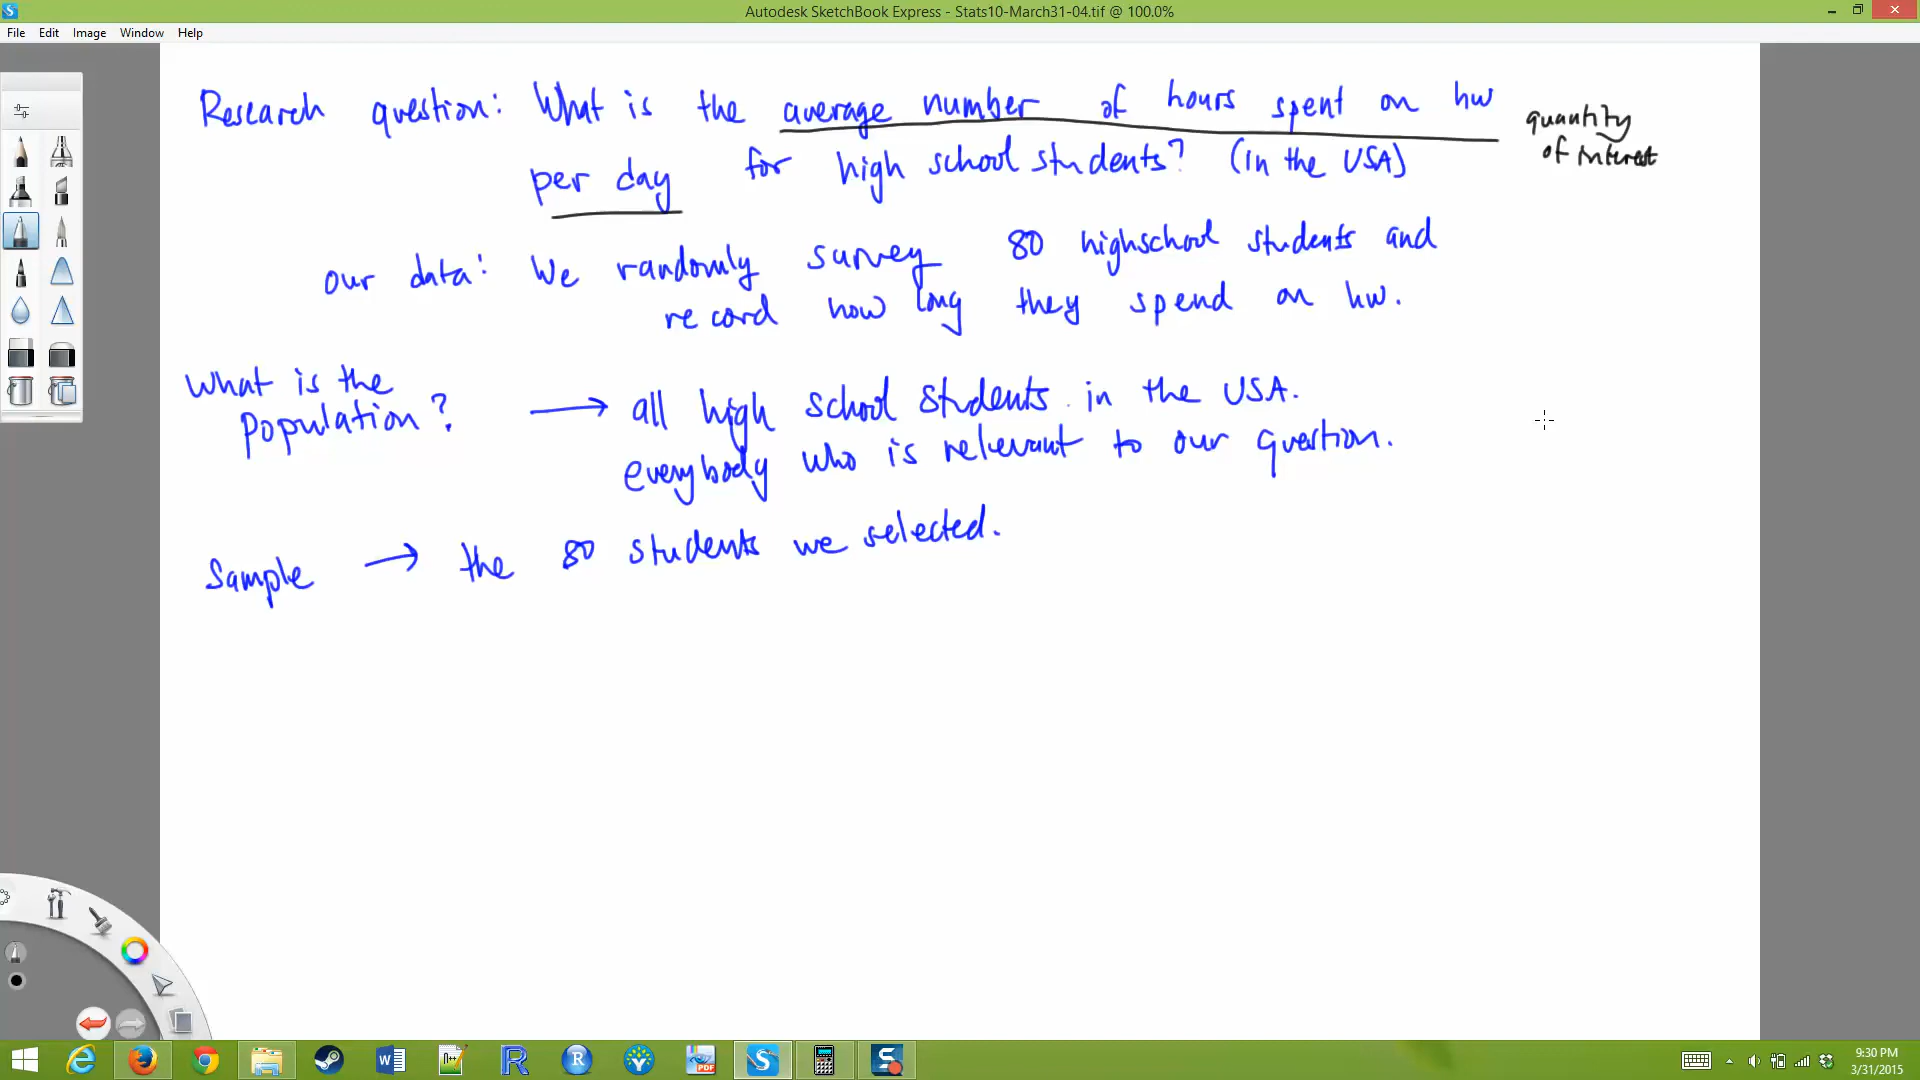 Autodesk SketchBook Express - Stats10-March31-04.tif @ 100.0%
File Edit Image Window Help
Research question: What is the average number of hours spent on hw
per day for high school students? (in the USA)
quantity
of interest
our data: We randomly survey 80 highschool students and
record how long they spend on hw.
What is the
Population? → all high school students in the USA.
everybody who is relevant to our question.
Sample → the 80 students we selected.
9:30 PM
3/31/2015